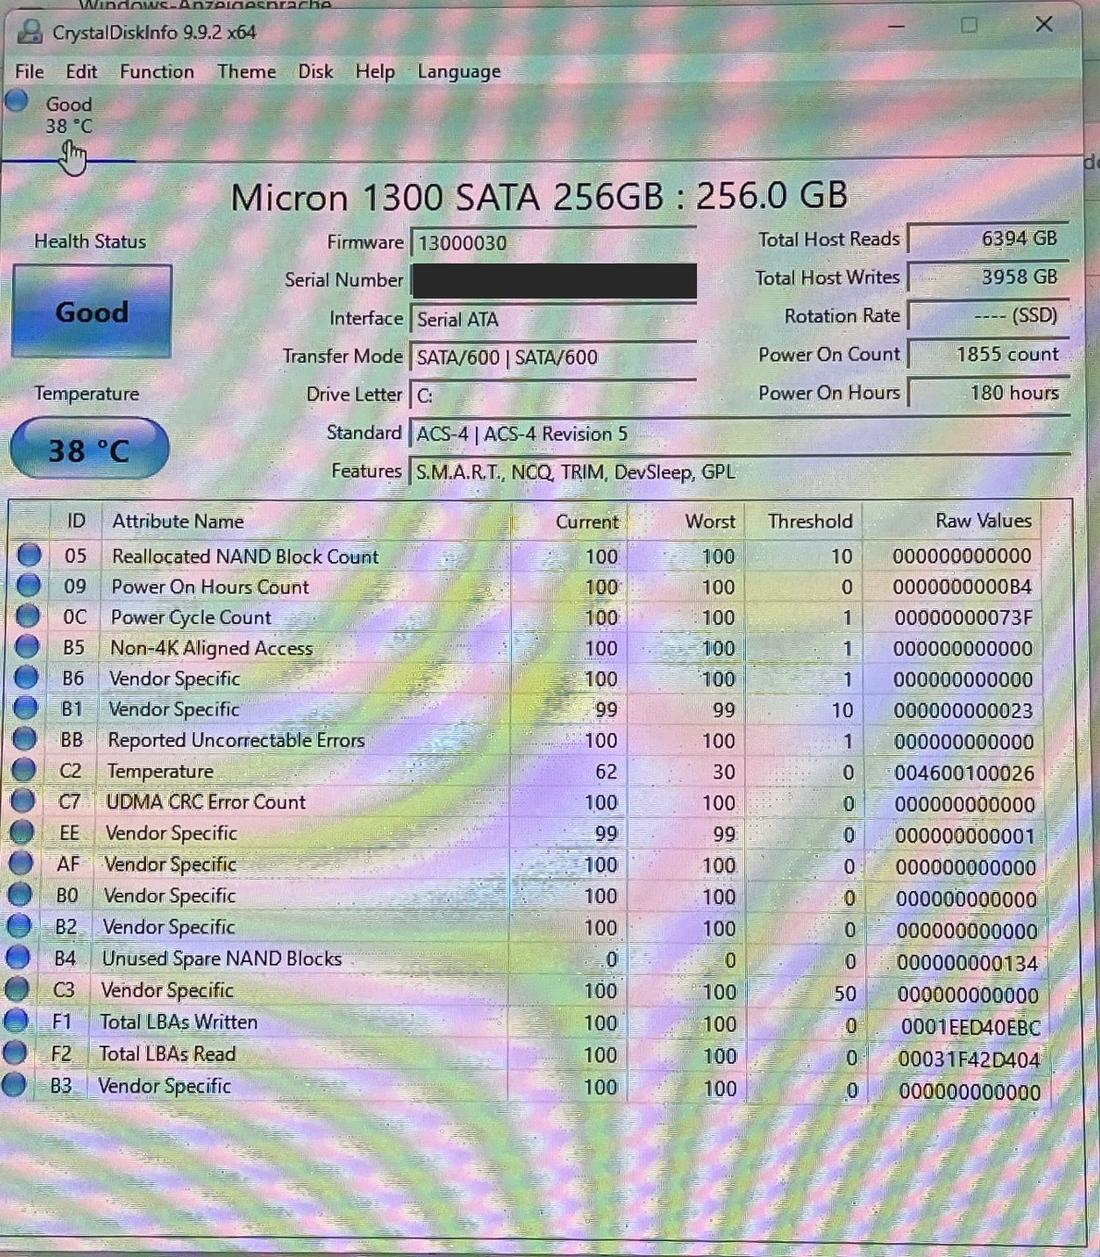 Windows-Anzeigesprache
CrystalDiskInfo 9.9.2 x64
File Edit Function Theme Disk Help Language
Good
38 °C
Micron 1300 SATA 256GB : 256.0 GB
Health Status
Good
Temperature
38 °C
Firmware 13000030
Serial Number
Interface Serial ATA
Transfer Mode SATA/600 | SATA/600
Drive Letter C:
Standard ACS-4 | ACS-4 Revision 5
Features S.M.A.R.T., NCQ, TRIM, DevSleep, GPL
Total Host Reads 6394 GB
Total Host Writes 3958 GB
Rotation Rate ---- (SSD)
Power On Count 1855 count
Power On Hours 180 hours
ID Attribute Name Current Worst Threshold Raw Values
05 Reallocated NAND Block Count 100 100 10 000000000000
09 Power On Hours Count 100 100 0 0000000000B4
0C Power Cycle Count 100 100 1 00000000073F
B5 Non-4K Aligned Access 100 100 1 000000000000
B6 Vendor Specific 100 100 1 000000000000
B1 Vendor Specific 99 99 10 000000000023
BB Reported Uncorrectable Errors 100 100 1 000000000000
C2 Temperature 62 30 0 004600100026
C7 UDMA CRC Error Count 100 100 0 000000000000
EE Vendor Specific 99 99 0 000000000001
AF Vendor Specific 100 100 0 000000000000
B0 Vendor Specific 100 100 0 000000000000
B2 Vendor Specific 100 100 0 000000000000
B4 Unused Spare NAND Blocks 0 0 0 000000000134
C3 Vendor Specific 100 100 50 000000000000
F1 Total LBAs Written 100 100 0 0001EED40EBC
F2 Total LBAs Read 100 100 0 00031F42D404
B3 Vendor Specific 100 100 0 000000000000